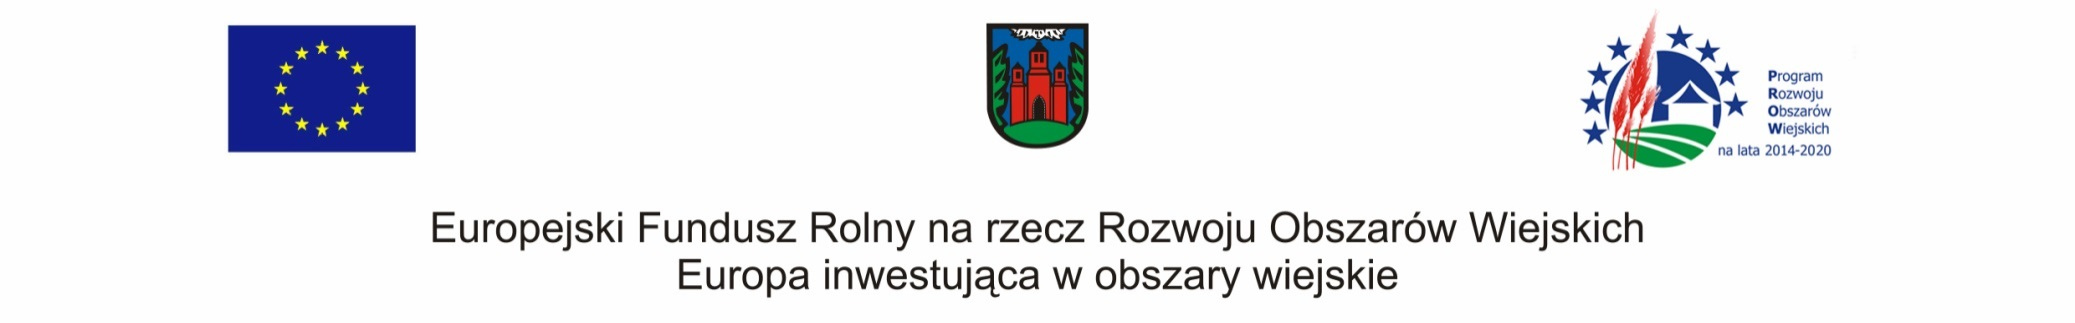 Program
Rozwoju
Obszarów
Wiejskich
na lata 2014-2020
Europejski Fundusz Rolny na rzecz Rozwoju Obszarów Wiejskich
Europa inwestująca w obszary wiejskie